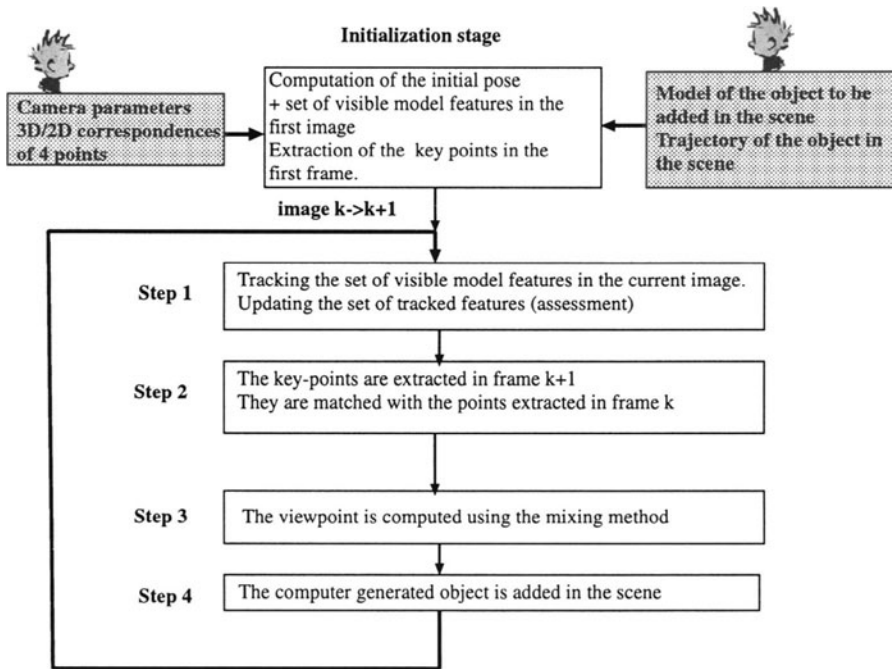 Initialization stage
Camera parameters
3D/2D correspondences
of 4 points
Computation of the initial pose
+ set of visible model features in the
first image
Extraction of the key points in the
first frame.
Model of the object to be
added in the scene
Trajectory of the object in
the scene
image k->k+1
Step 1
Tracking the set of visible model features in the current image.
Updating the set of tracked features (assessment)
Step 2
The key-points are extracted in frame k+1
They are matched with the points extracted in frame k
Step 3
The viewpoint is computed using the mixing method
Step 4
The computer generated object is added in the scene